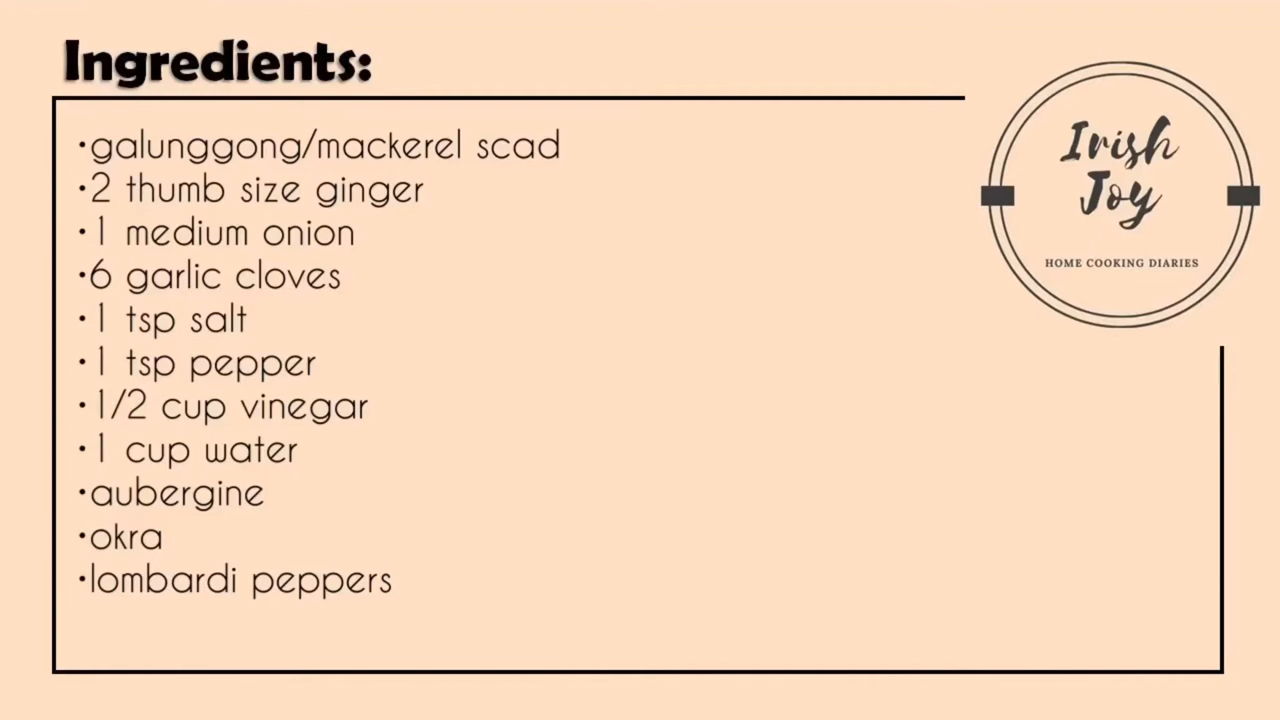 Ingredients:
•galunggong/mackerel scad
•2 thumb size ginger
•1 medium onion
•6 garlic cloves
•1 tsp salt
•1 tsp pepper
•1/2 cup vinegar
•1 cup water
•aubergine
•okra
•lombardi peppers
Irish
Joy
HOME COOKING DIARIES